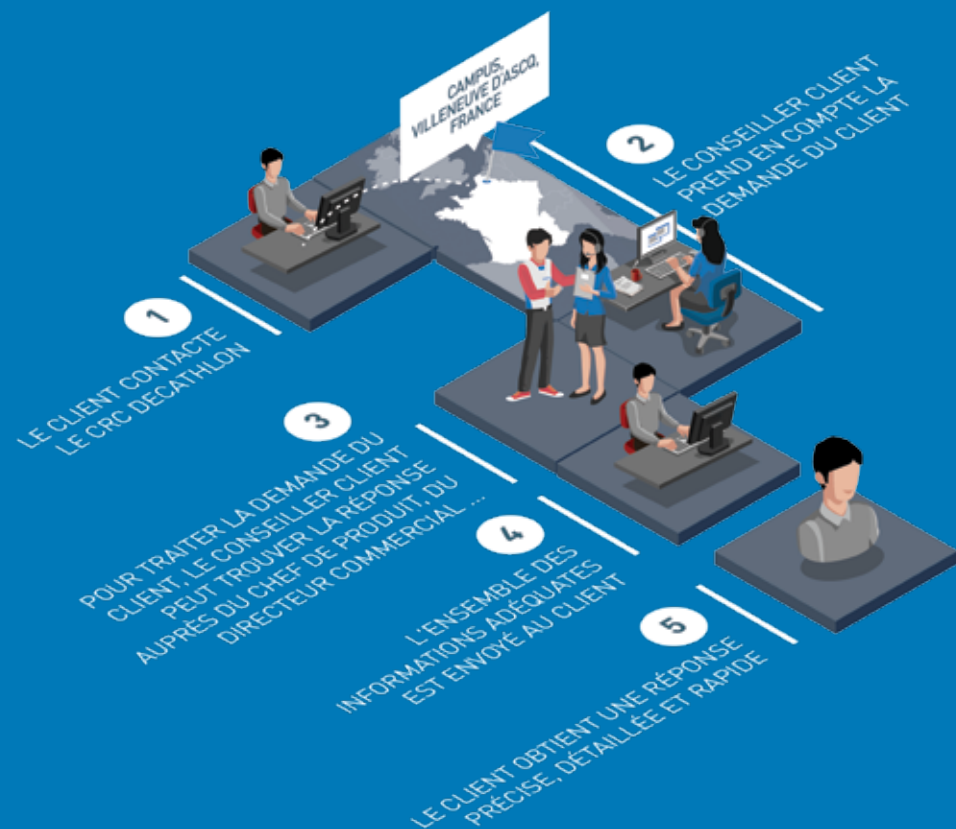 CAMPUS,
VILLENEUVE D'ASCQ,
FRANCE
1
LE CLIENT CONTACTE
LE CRC DECATHLON
2
LE CONSEILLER CLIENT
PREND EN COMPTE LA
DEMANDE DU CLIENT
3
POUR TRAITER LA DEMANDE DU
CLIENT, LE CONSEILLER CLIENT
PEUT TROUVER LA RÉPONSE
AUPRÈS DU CHEF DE PRODUIT, DU
DIRECTEUR COMMERCIAL ...
4
L'ENSEMBLE DES
INFORMATIONS ADÉQUATES
EST ENVOYÉ AU CLIENT
5
LE CLIENT OBTIENT UNE RÉPONSE
PRÉCISE, DÉTAILLÉE ET RAPIDE